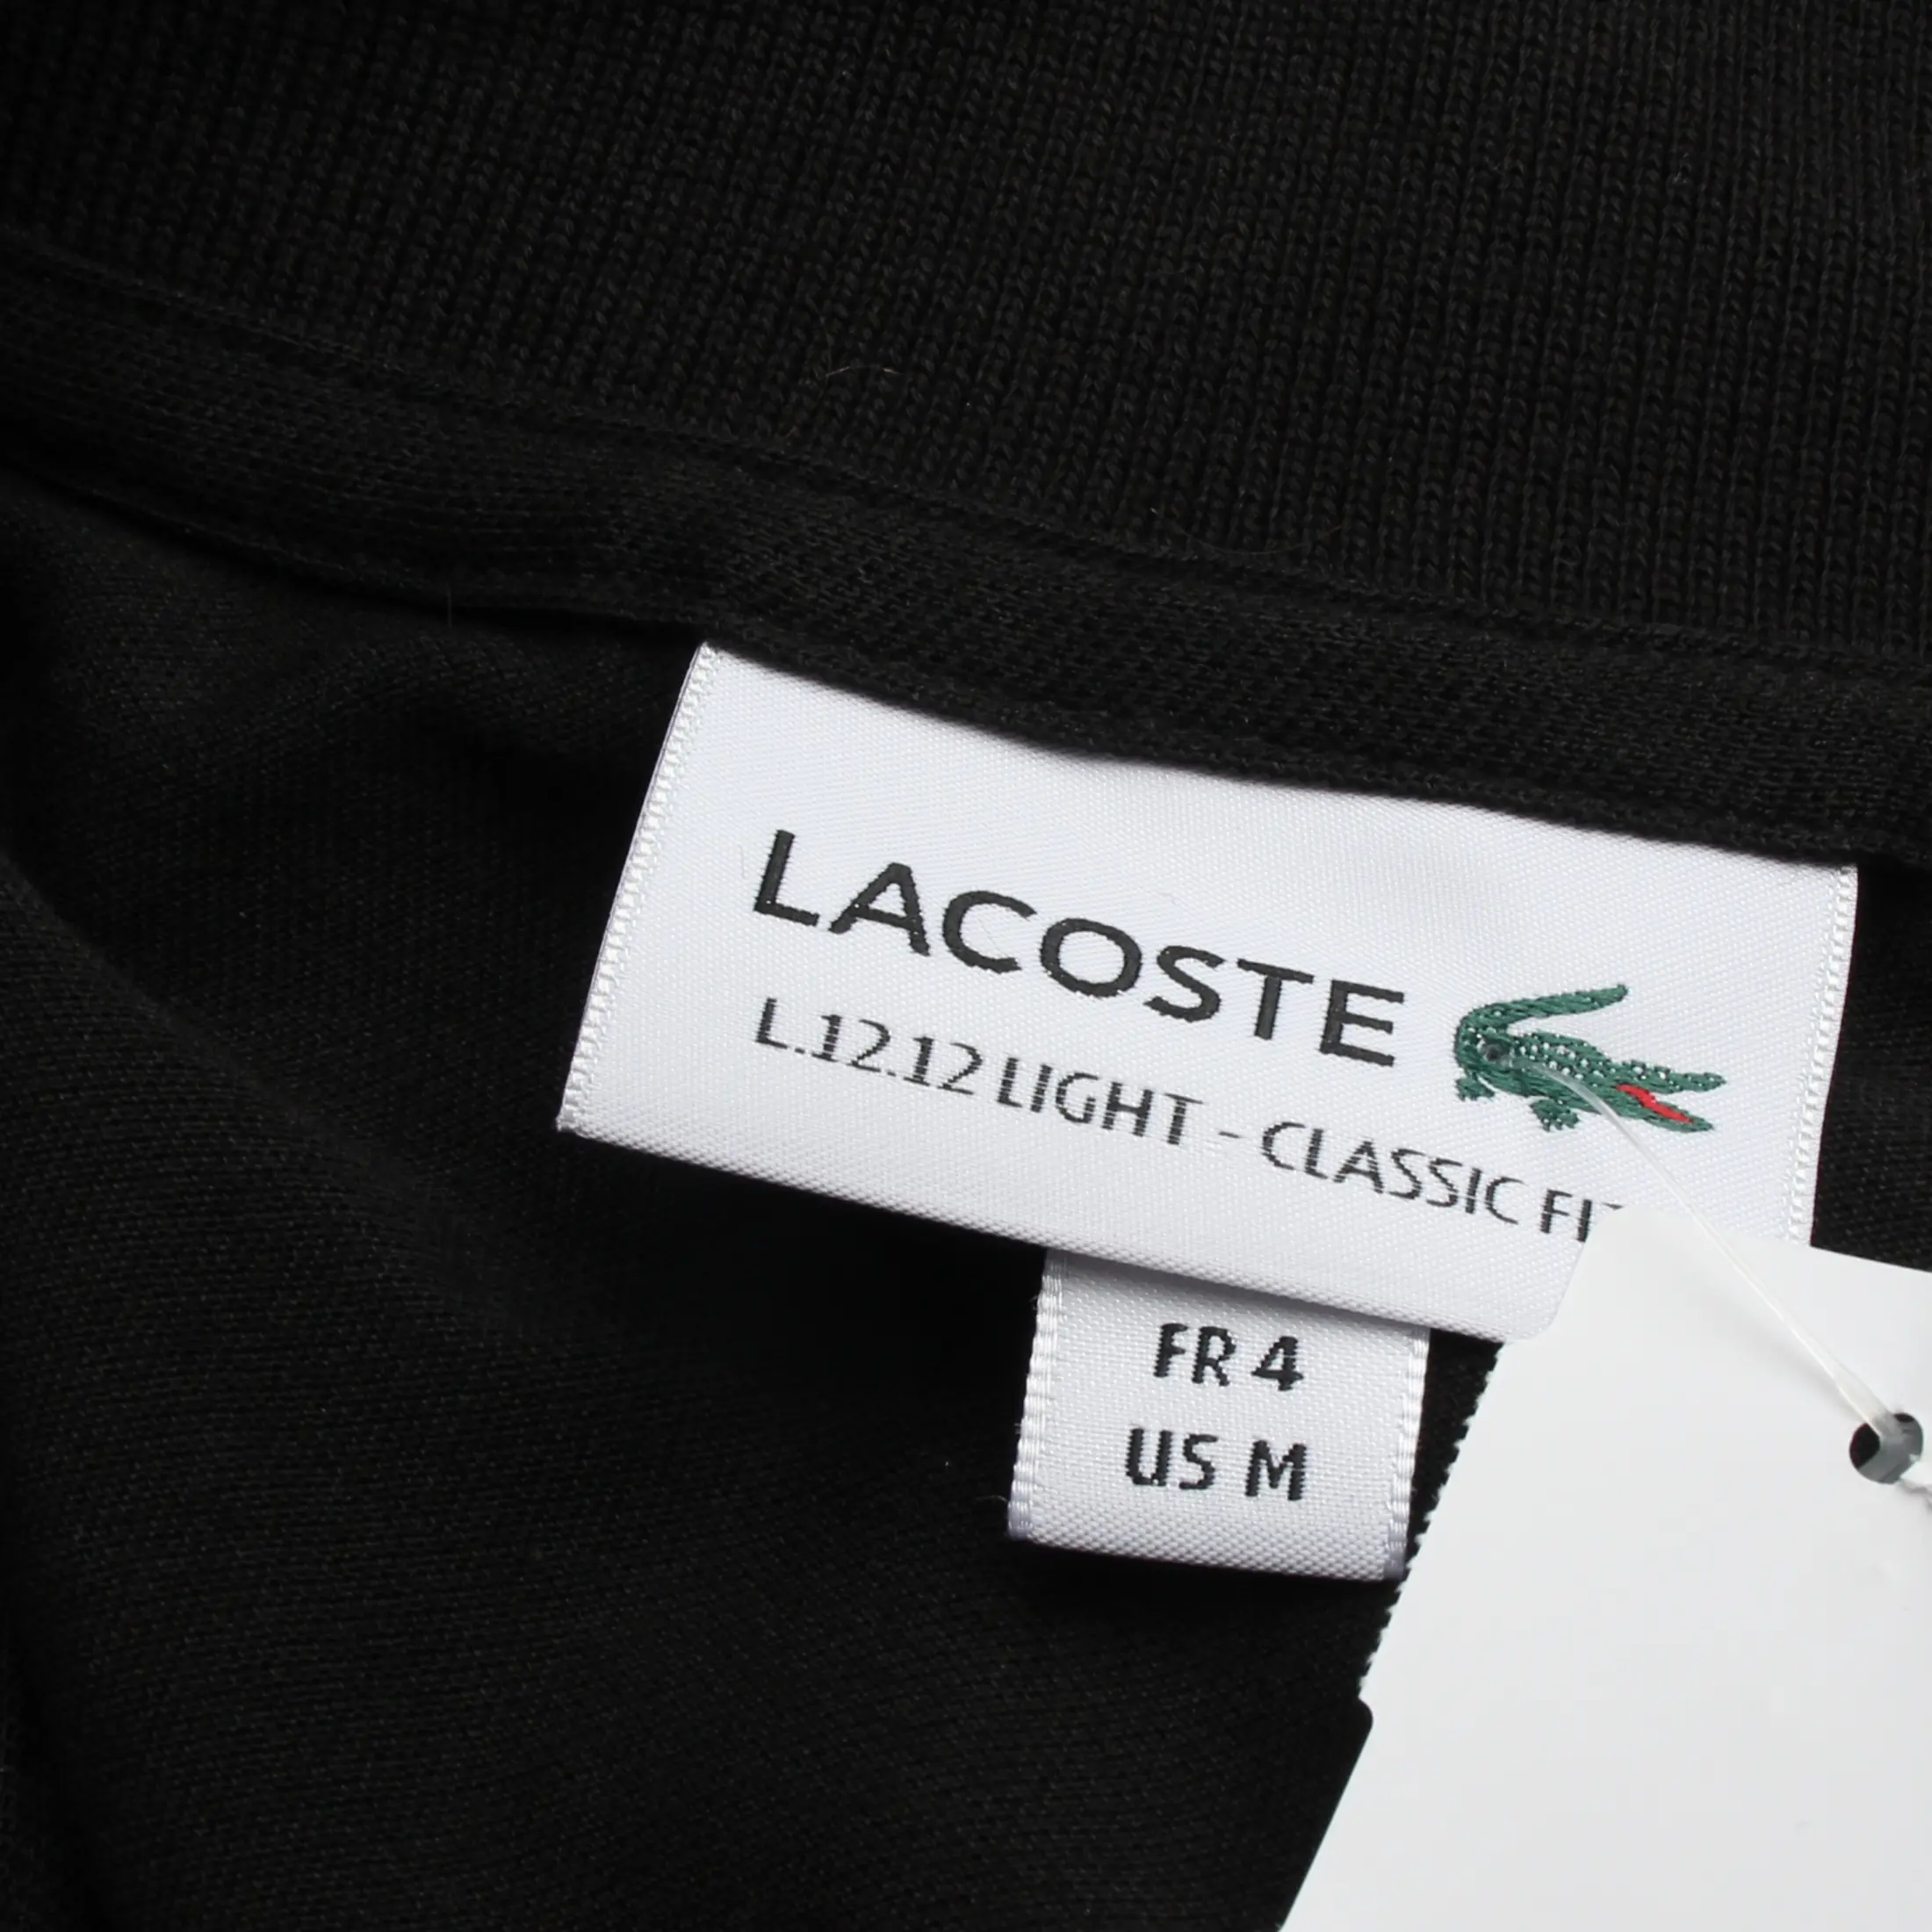 LACOSTE
L.12.12 LIGHT - CLASSIC FIT
FR 4
US M